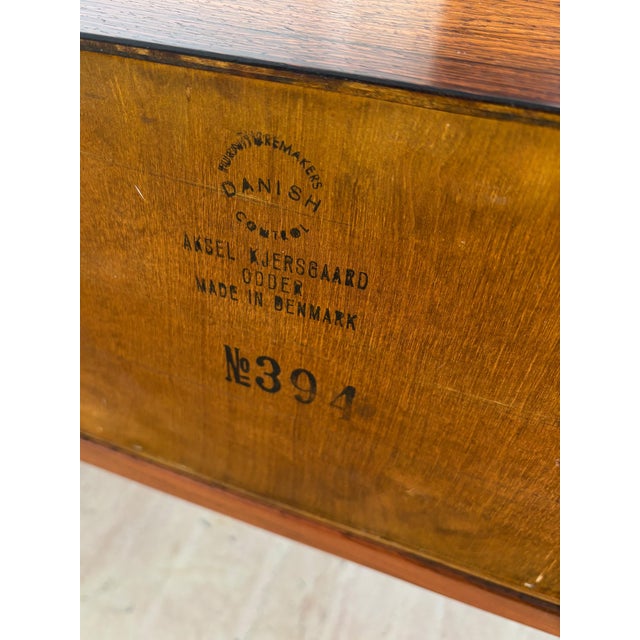 FURNITUREMAKERS
DANISH
CONTROL
AKSEL KJERSGAARD
ODDER
MADE IN DENMARK
№394